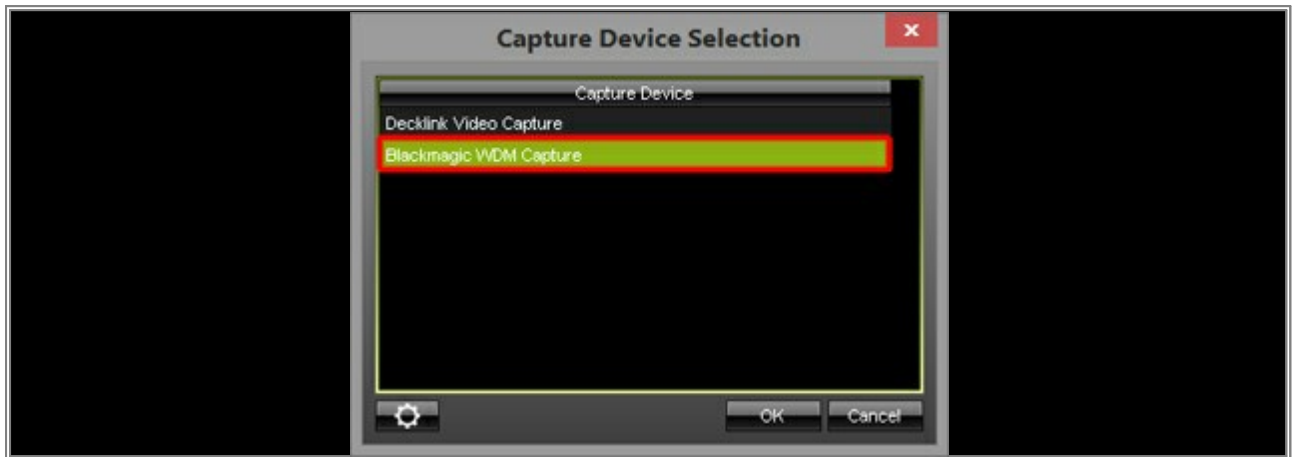 Capture Device Selection
Capture Device
Decklink Video Capture
Blackmagic WDM Capture
OK Cancel